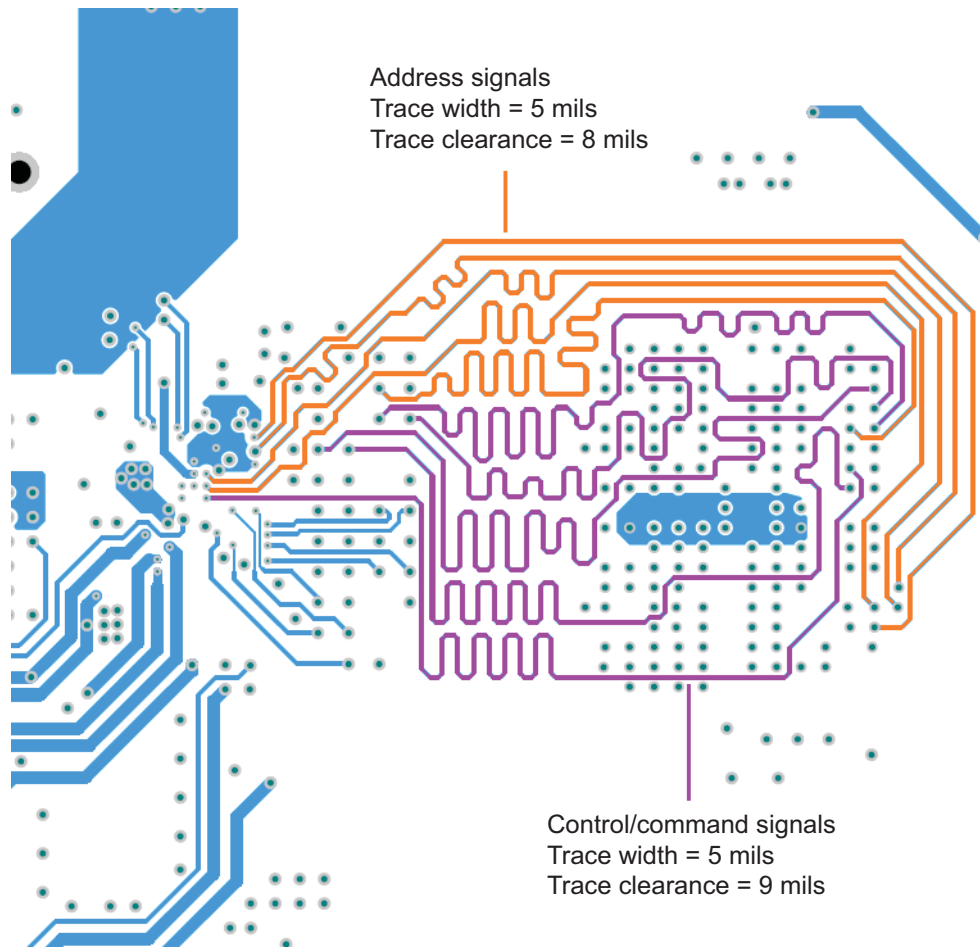 Address signals
Trace width = 5 mils
Trace clearance = 8 mils
Control/command signals
Trace width = 5 mils
Trace clearance = 9 mils